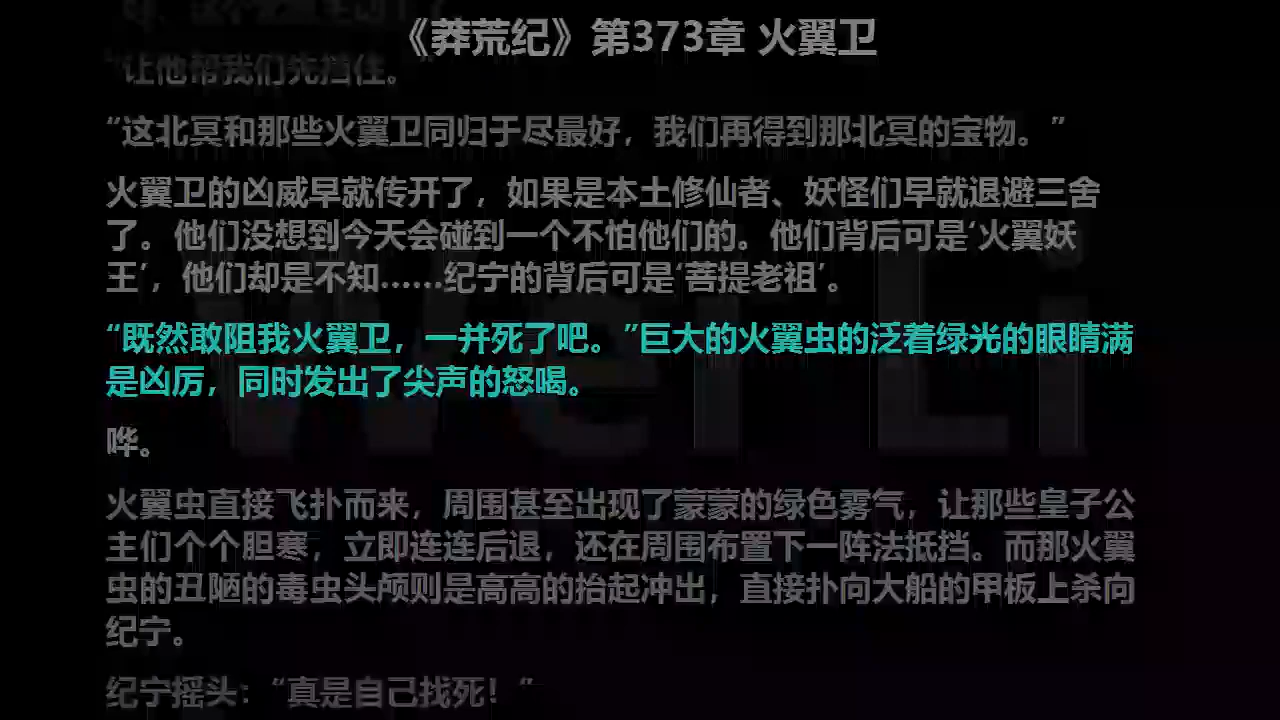 《莽荒纪》第373章 火翼卫
“让他帮我们先挡住。”
“这北冥和那些火翼卫同归于尽最好，我们再得到那北冥的宝物。”
火翼卫的凶威早就传开了，如果是本土修仙者、妖怪们早就退避三舍
了。他们没想到今天会碰到一个不怕他们的。他们背后可是‘火翼妖
王’，他们却是不知……纪宁的背后可是‘菩提老祖’。
“既然敢阻我火翼卫，一并死了吧。”巨大的火翼虫的泛着绿光的眼睛满
是凶厉，同时发出了尖声的怒喝。
哗。
火翼虫直接飞扑而来，周围甚至出现了蒙蒙的绿色雾气，让那些皇子公
主们个个胆寒，立即连连后退，还在周围布置下一阵法抵挡。而那火翼
虫的丑陋的毒虫头颅则是高高的抬起冲出，直接扑向大船的甲板上杀向
纪宁。
纪宁摇头：“真是自己找死！”
Wei Li